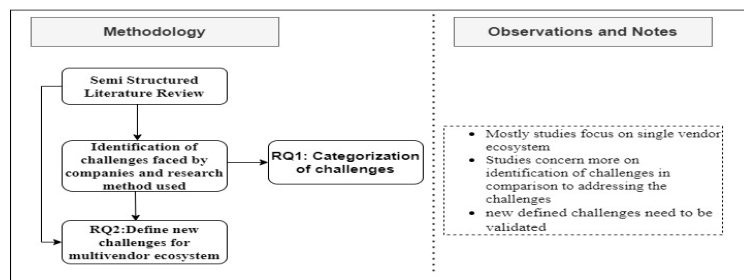 Methodology
Observations and Notes
Semi Structured
Literature Review
Identification of
challenges faced by
companies and research
method used
RQ1: Categorization
of challenges
RQ2:Define new
challenges for
multivendor ecosystem
• Mostly studies focus on single vendor
ecosystem
• Studies concern more on
identification of challenges in
comparison to addressing the
challenges
• new defined challenges need to be
validated